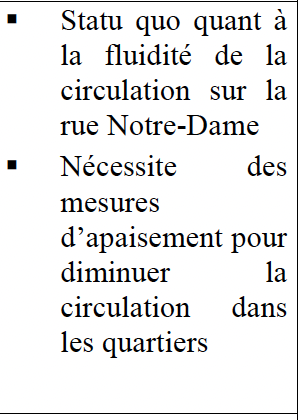 ▪ Statu quo quant à
la fluidité de la
circulation sur la
rue Notre-Dame
▪ Nécessite des
mesures
d’apaisement pour
diminuer la
circulation dans
les quartiers